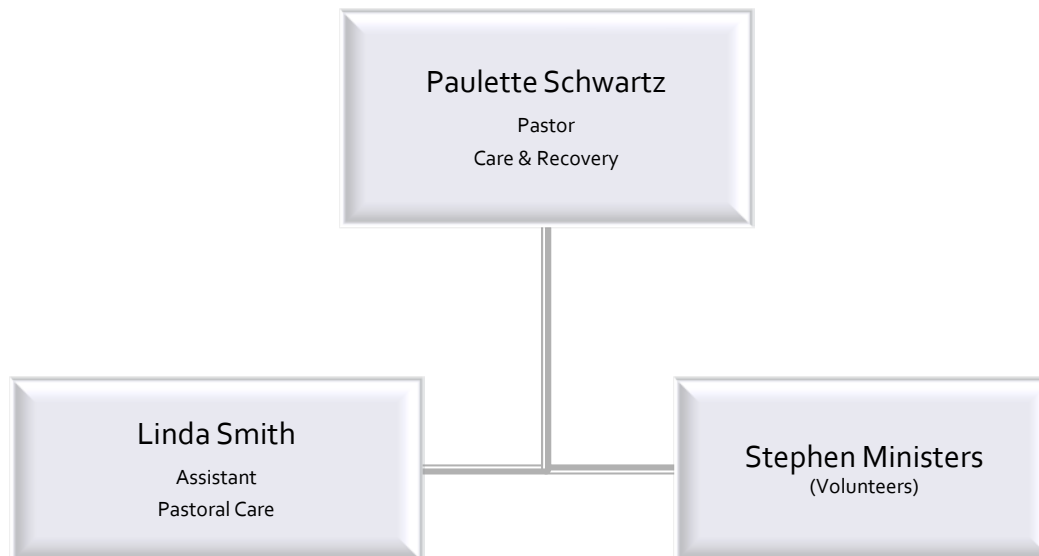 Paulette Schwartz
Pastor
Care & Recovery
Linda Smith
Assistant
Pastoral Care
Stephen Ministers
(Volunteers)